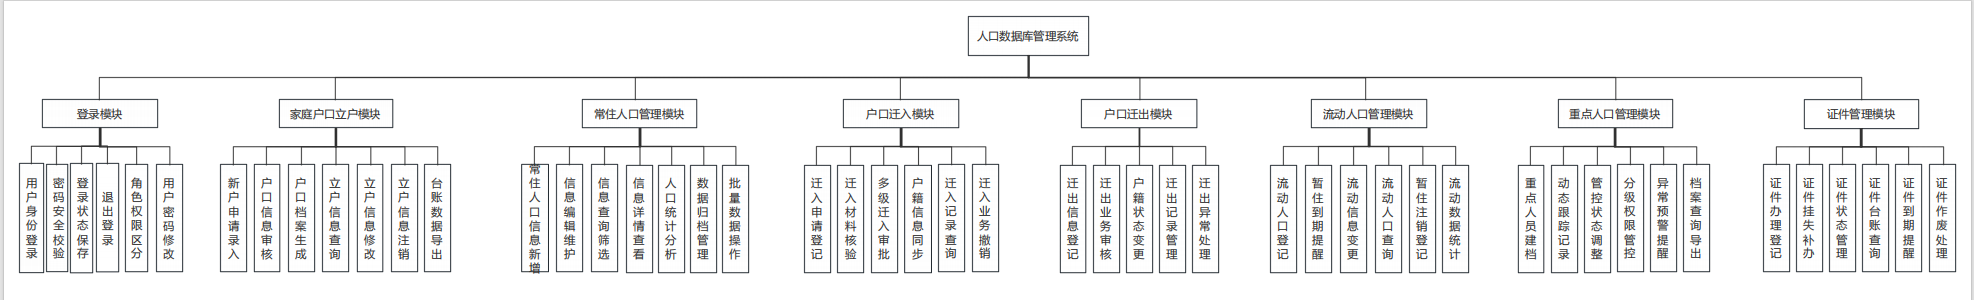 人口数据库管理系统
登录模块
家庭户口立户模块
常住人口管理模块
户口迁入模块
户口迁出模块
流动人口管理模块
重点人口管理模块
证件管理模块
用户身份登录
密码安全校验
登录状态保存
退出登录
角色权限区分
用户密码修改
新户申请录入
户口信息审核
户口档案生成
立户信息查询
立户信息修改
立户信息注销
台账数据导出
常住人口信息新增
信息编辑维护
信息查询筛选
信息详情查看
人口统计分析
数据归档管理
批量数据操作
迁入申请登记
迁入材料核验
多级迁入审批
户籍信息同步
迁入记录查询
迁入业务撤销
迁出信息登记
迁出业务审核
户籍状态变更
迁出记录管理
迁出异常处理
流动人口登记
暂住到期提醒
流动信息变更
流动人口查询
暂住注销登记
流动数据统计
重点人员建档
动态跟踪记录
管控状态调整
分级权限管控
异常预警提醒
档案查询导出
证件办理登记
证件挂失补办
证件状态管理
证件台账查询
证件到期提醒
证件作废处理